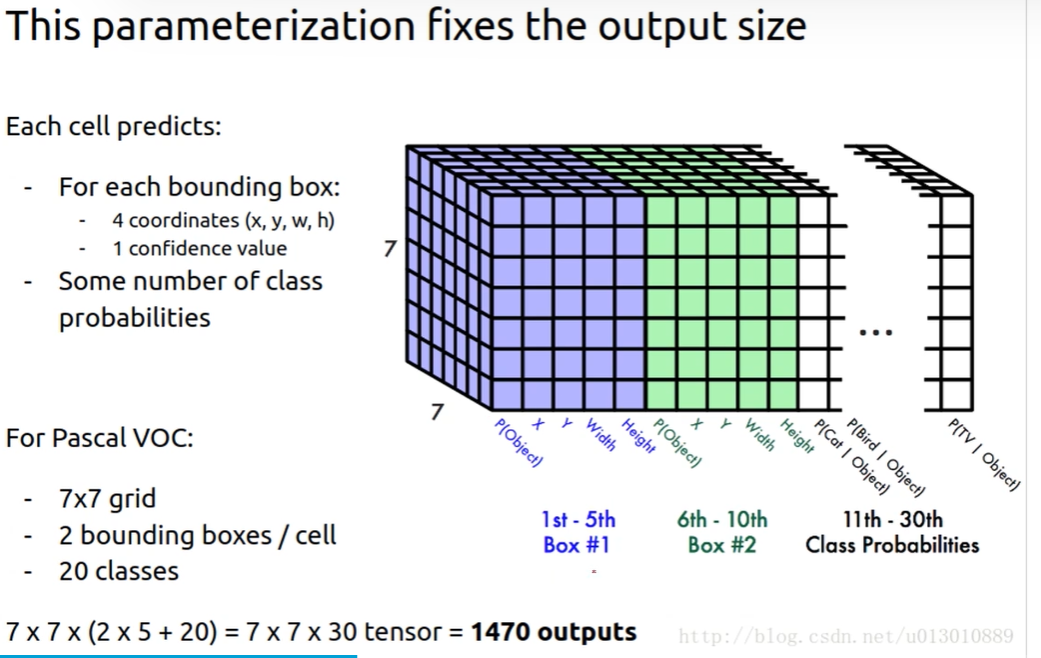 This parameterization fixes the output size
Each cell predicts:
- For each bounding box:
- 4 coordinates (x, y, w, h)
- 1 confidence value
- Some number of class
probabilities
For Pascal VOC:
- 7x7 grid
- 2 bounding boxes / cell
- 20 classes
7 x 7 x (2 x 5 + 20) = 7 x 7 x 30 tensor = 1470 outputs
7
7
...
P(Object)
X
Y
Width
Height
P(Object)
X
Y
Width
Height
P(Cat | Object)
P(Bird | Object)
P(TV | Object)
1st - 5th
Box #1
6th - 10th
Box #2
11th - 30th
Class Probabilities
http://blog.csdn.net/u013010889